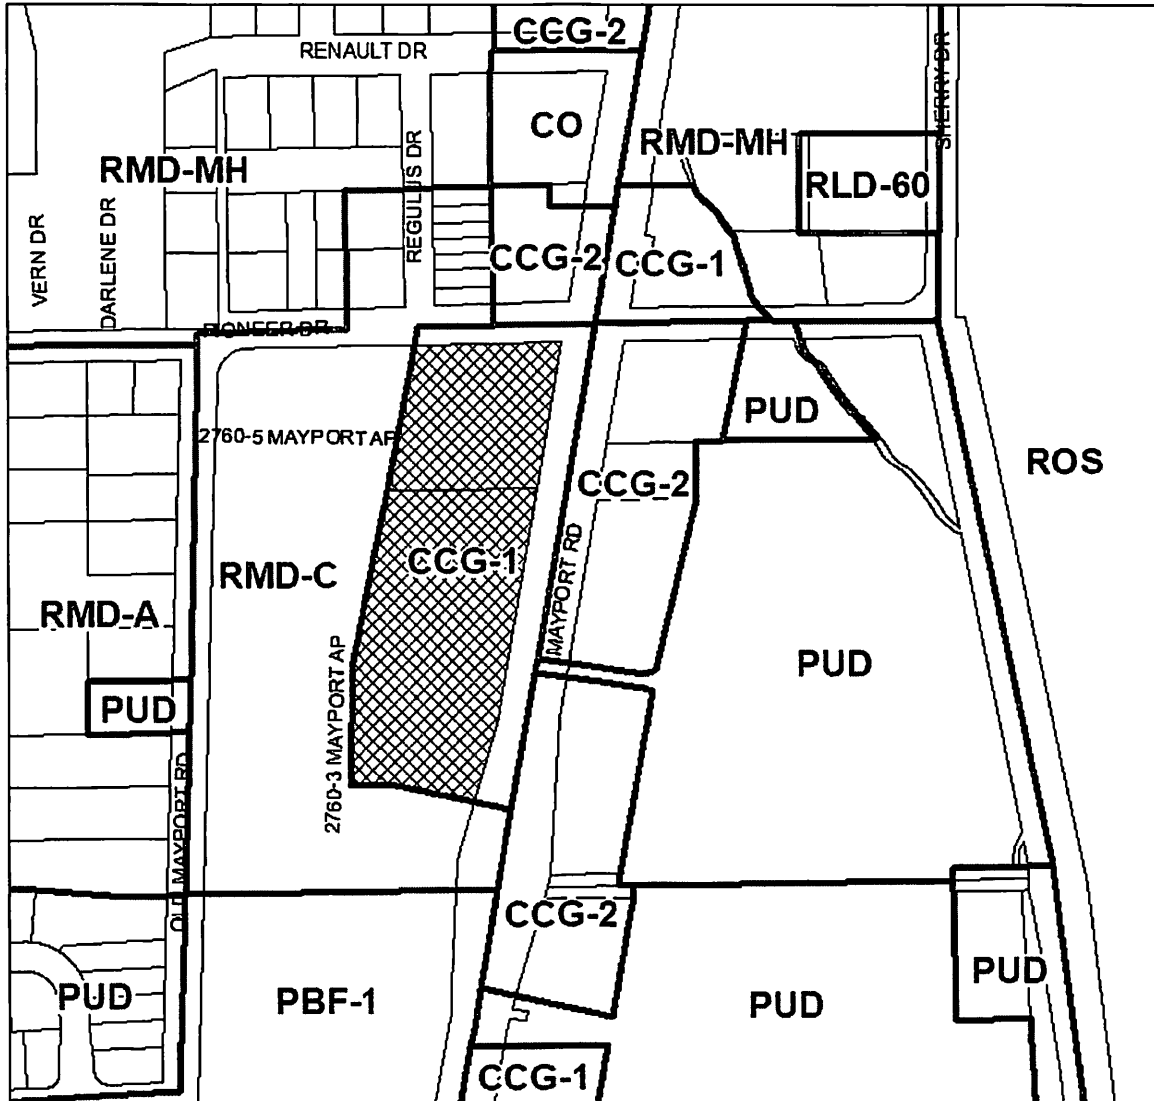 CCG-2
RENAULT DR
SHERRY DR
CO
RMD-MH
RMD-MH
REGULUS DR
RLD-60
VERN DR
DARLENE DR
CCG-2
CCG-1
PIONEER DR
PUD
2760-5 MAYPORT AP
ROS
CCG-2
CCG-1
RMD-C
MAYPORT RD
RMD-A
PUD
2760-3 MAYPORT AP
PUD
OLD MAYPORT RD
CCG-2
PUD
PBF-1
PUD
PUD
CCG-1